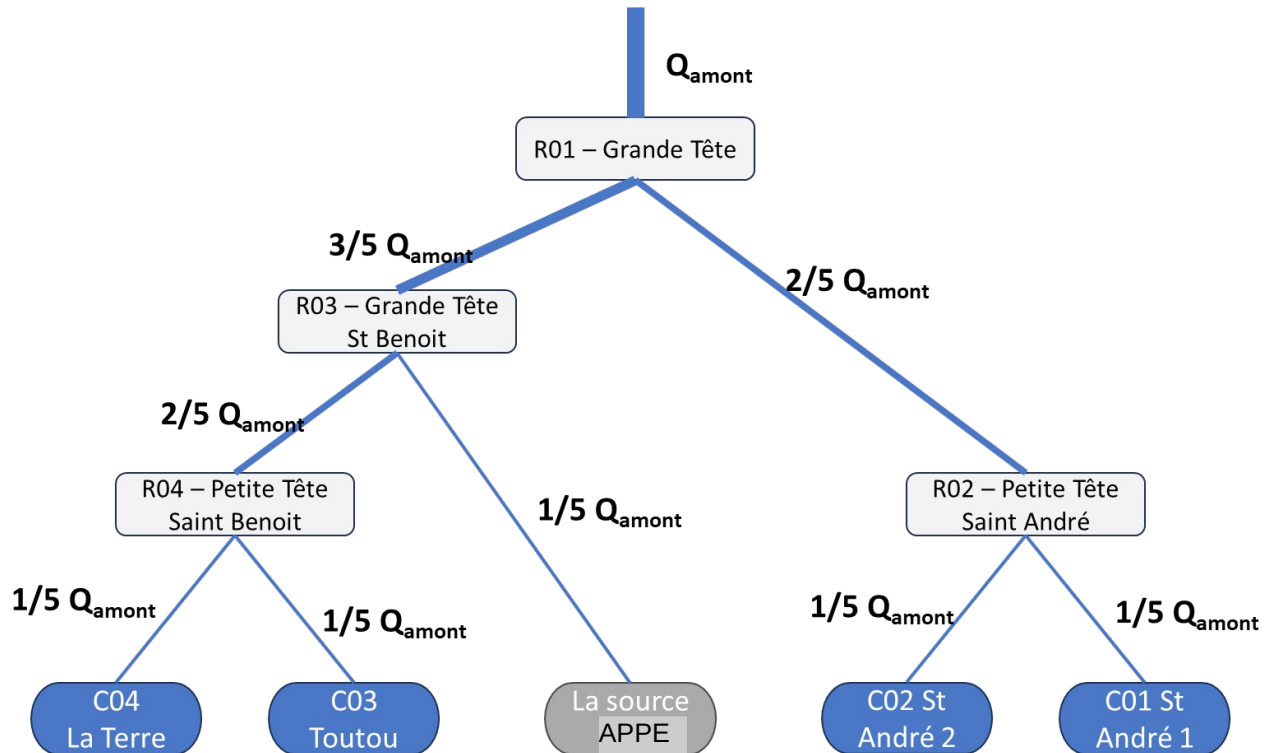 Qamont
R01 – Grande Tête
3/5 Qamont
2/5 Qamont
R03 – Grande Tête
St Benoit
2/5 Qamont
1/5 Qamont
R04 – Petite Tête
Saint Benoit
R02 – Petite Tête
Saint André
1/5 Qamont
1/5 Qamont
1/5 Qamont
1/5 Qamont
C04
La Terre
C03
Toutou
La source
APPE
C02 St
André 2
C01 St
André 1